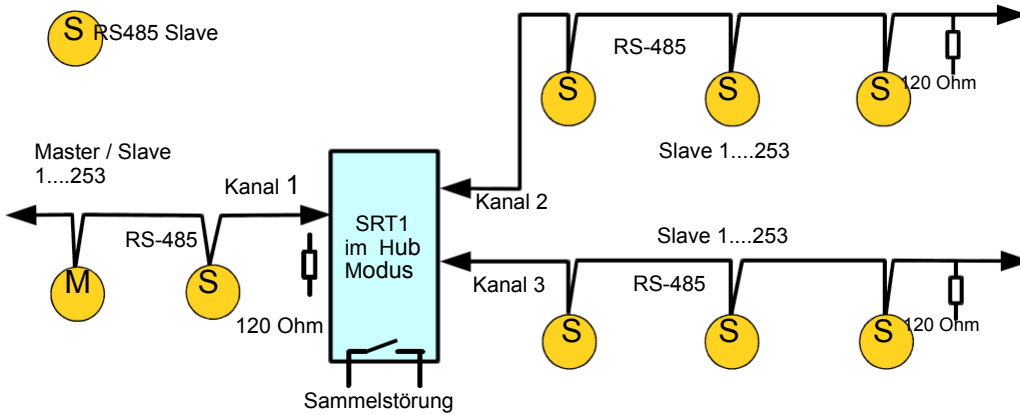 S RS485 Slave
Master / Slave
1....253
Kanal 1
RS-485
M
S
120 Ohm
SRT1
im Hub
Modus
Sammelstörung
Kanal 2
RS-485
S
S
S
120 Ohm
Slave 1....253
Slave 1....253
Kanal 3
RS-485
S
S
S
120 Ohm